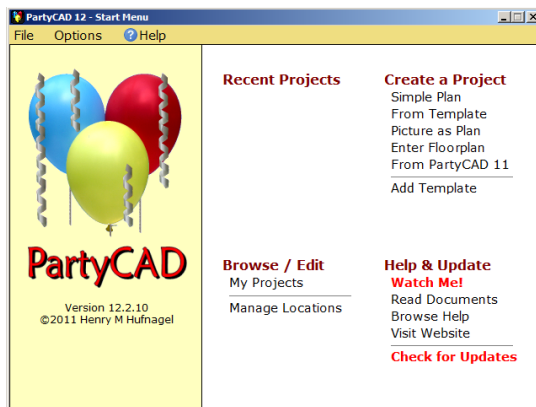 PartyCAD 12 - Start Menu
File Options ? Help
Recent Projects
Create a Project
Simple Plan
From Template
Picture as Plan
Enter Floorplan
From PartyCAD 11
Add Template
PartyCAD
Version 12.2.10
©2011 Henry M Hufnagel
Browse / Edit
My Projects
Manage Locations
Help & Update
Watch Me!
Read Documents
Browse Help
Visit Website
Check for Updates